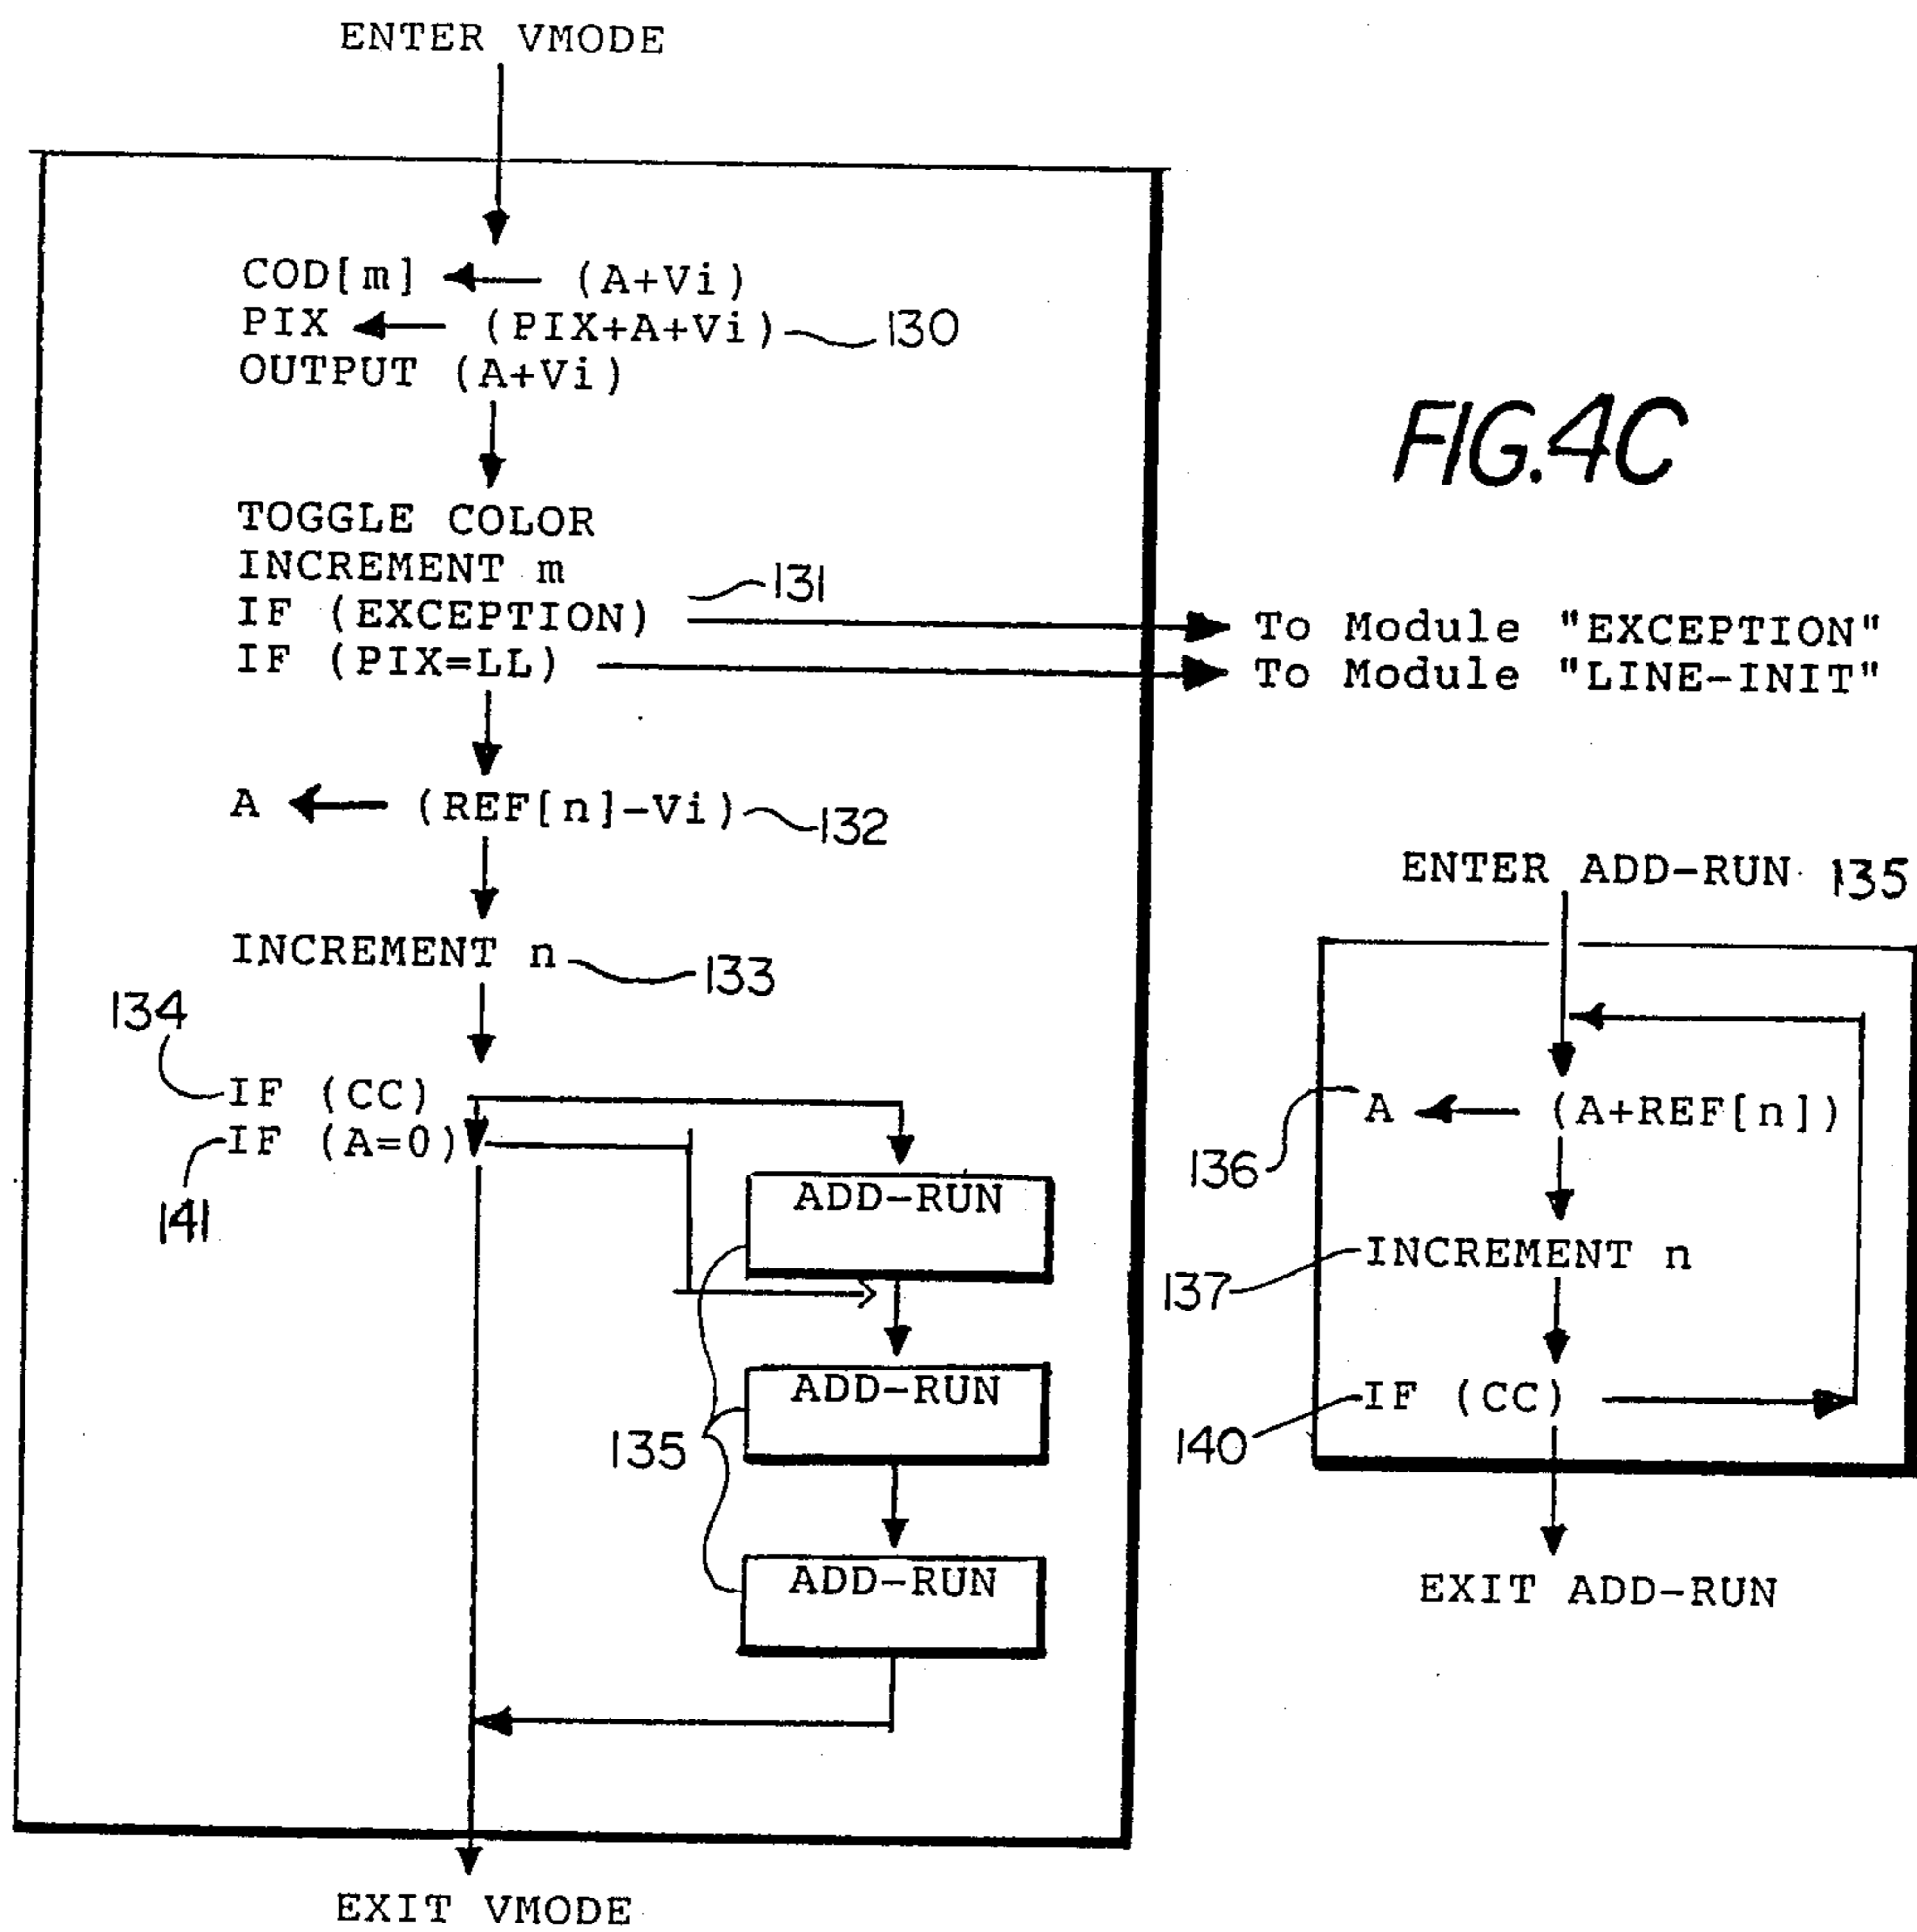 ENTER VMODE
COD[m] ← (A+Vi)
PIX ← (PIX+A+Vi) 130
OUTPUT (A+Vi)
FIG.4C
TOGGLE COLOR
INCREMENT m
131
IF (EXCEPTION) To Module "EXCEPTION"
IF (PIX=LL) To Module "LINE-INIT"
A ← (REF[n]-Vi) 132
INCREMENT n 133
134
IF (CC)
IF (A=0)
141
ADD-RUN
ADD-RUN
135
ADD-RUN
EXIT VMODE
ENTER ADD-RUN 135
A ← (A+REF[n])
136
INCREMENT n
137
IF (CC)
140
EXIT ADD-RUN